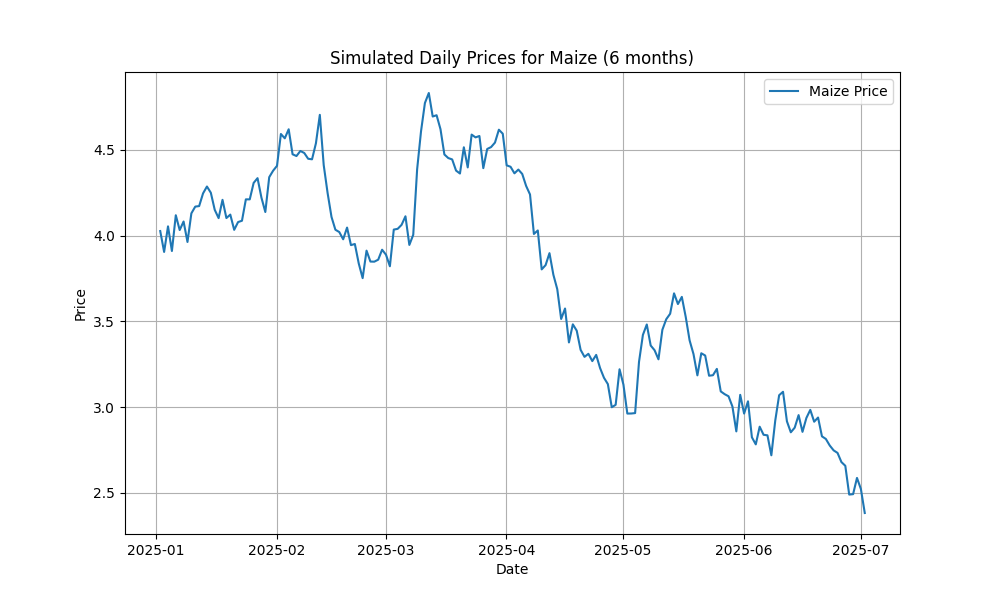 Simulated Daily Prices for Maize (6 months)
Maize Price
Price
4.5
4.0
3.5
3.0
2.5
2025-01 2025-02 2025-03 2025-04 2025-05 2025-06 2025-07
Date